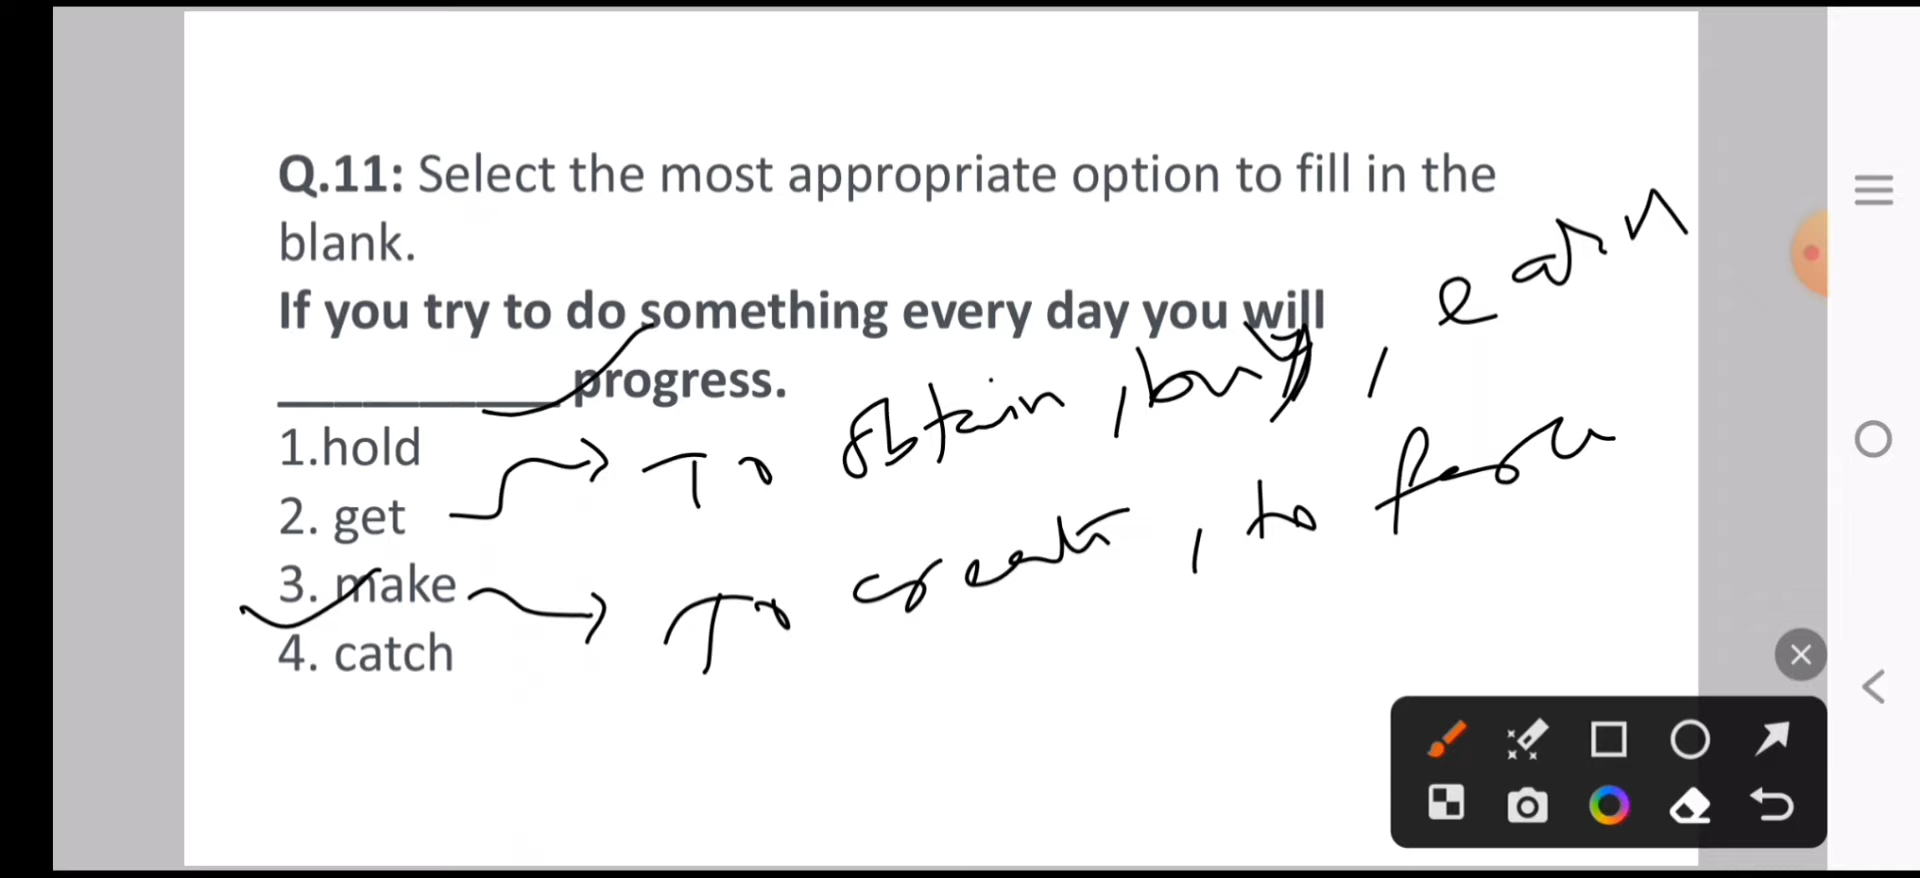 Q.11: Select the most appropriate option to fill in the
blank.
If you try to do something every day you will
__________ progress.
1.hold
2. get
To obtain, buy, earn
3. make
To create, to
4. catch